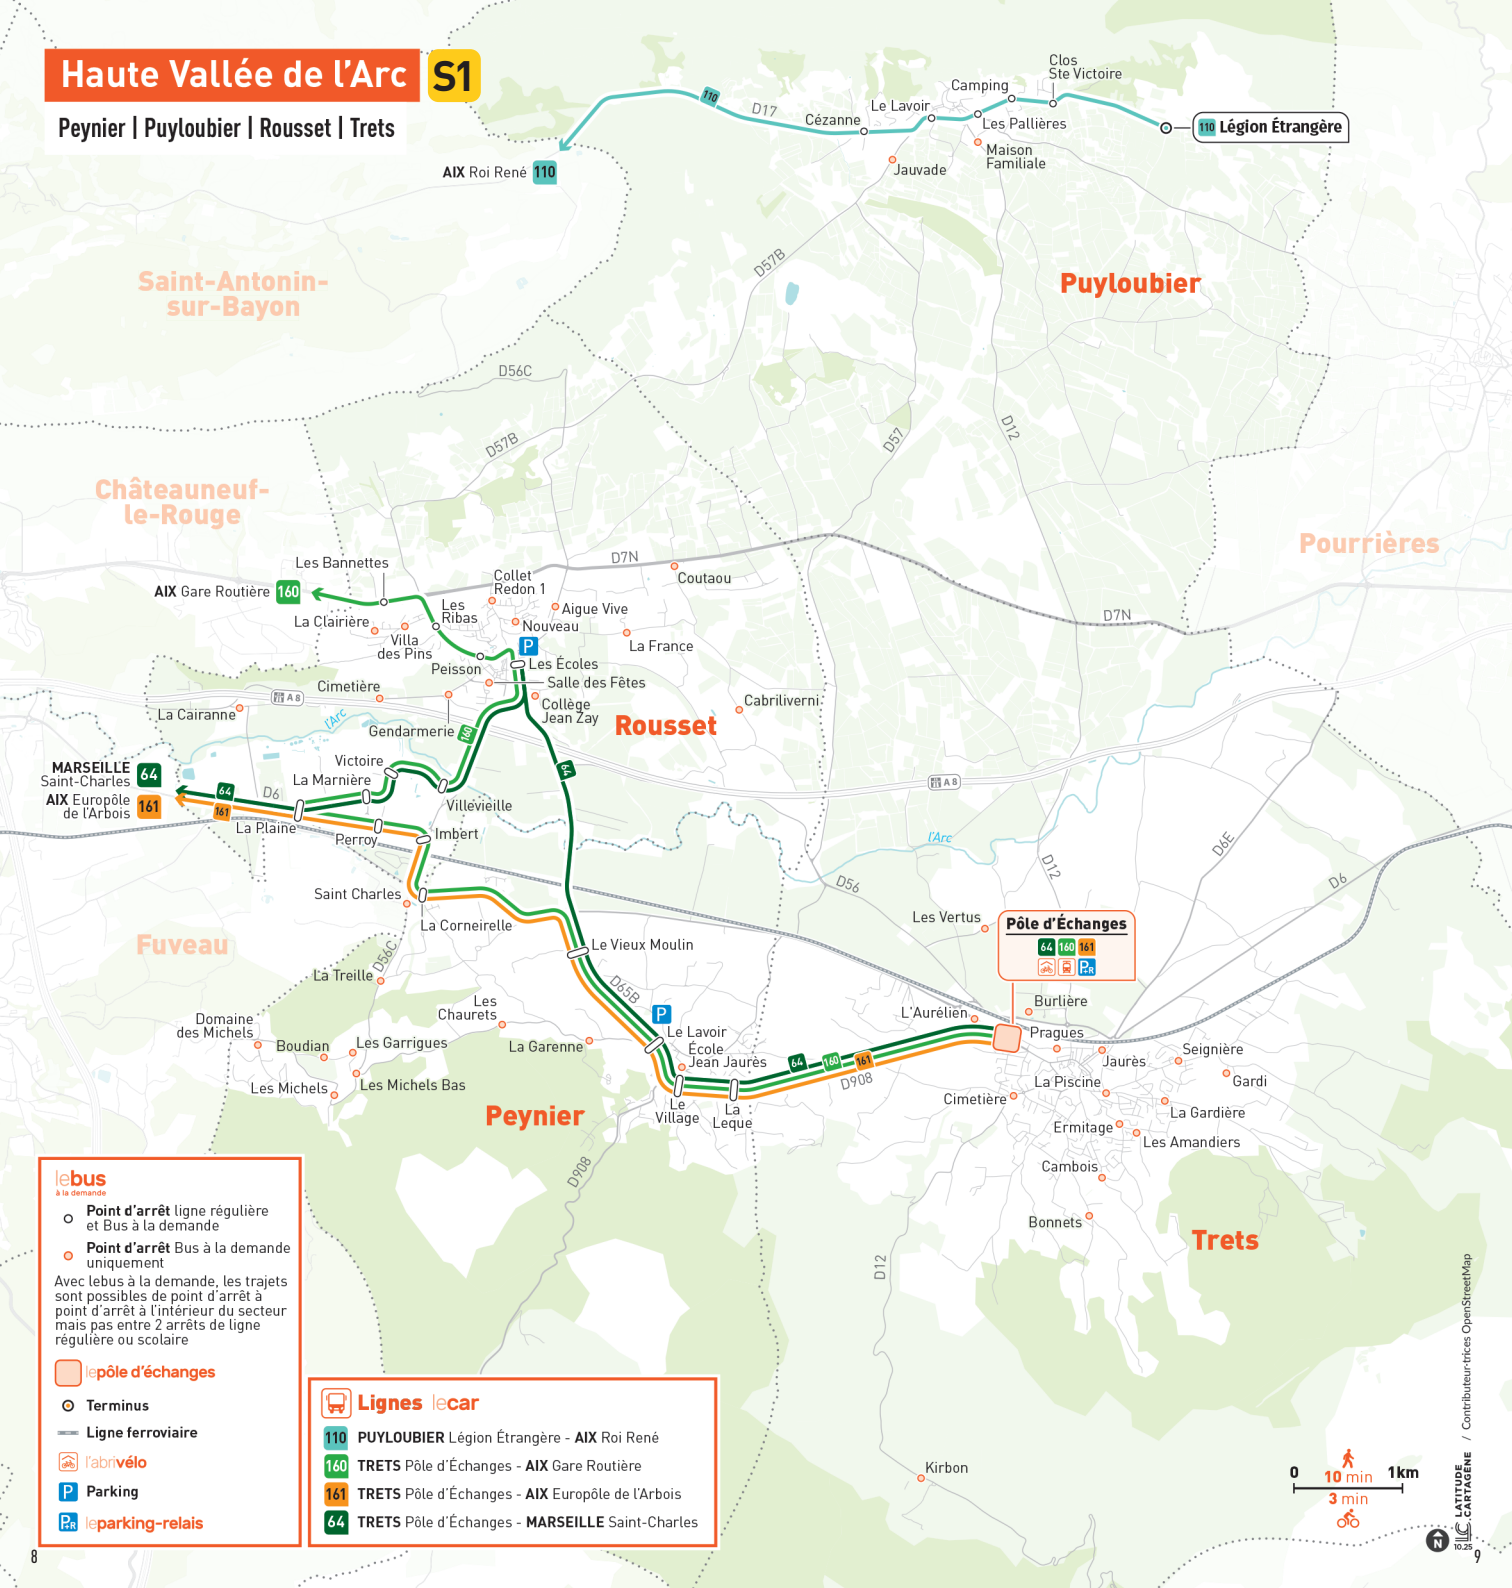 Haute Vallée de l'Arc
S1
Peynier | Puyloubier | Rousset | Trets
Clos
Ste Victoire
Camping
Le Lavoir
Cézanne
D17
110
Les Pallières
110 Légion Étrangère
Maison
Familiale
Jauvade
AIX Roi René 110
D57B
Saint-Antonin-
sur-Bayon
Puyloubier
D56C
D57B
D57
D12
Châteauneuf-
le-Rouge
Pourrières
Les Bannettes
D7N
AIX Gare Routière 160
Collet
Redon 1
Coutaou
Les
Ribas
Aigue Vive
D7N
La Clairière
Nouveau
Villa
des Pins
P
La France
Peisson
Les Écoles
Salle des Fêtes
Cimetière
A8
Collège
Jean Zay
Cabriliverni
La Cairanne
l'Arc
Gendarmerie
160
Rousset
MARSEILLE
Saint-Charles
64
Victoire
64
A8
La Marnière
AIX Europôle
de l'Arbois
161
64
D6
161
Villevieille
La Plaine
Perroy
Imbert
l'Arc
D6E
D12
D56
D6
Saint Charles
La Corneirelle
Les Vertus
Pôle d'Échanges
64 160 161
P+R
Fuveau
Le Vieux Moulin
D56C
La Treille
D65B
Les
Chaurets
P
Burlière
L'Aurélien
Domaine
des Michels
Le Lavoir
Pragues
Boudian
Les Garrigues
La Garenne
École
Jean Jaurès
64
160
161
Jaurès
Seignière
D908
La Piscine
Gardi
Les Michels
Les Michels Bas
Cimetière
Peynier
Le
Village
La
Leque
La Gardière
Ermitage
Les Amandiers
D908
Cambois
Bonnets
Trets
D12
Kirbon
lebus
à la demande
Point d'arrêt ligne régulière
et Bus à la demande
Point d'arrêt Bus à la demande
uniquement
Avec lebus à la demande, les trajets
sont possibles de point d'arrêt à
point d'arrêt à l'intérieur du secteur
mais pas entre 2 arrêts de ligne
régulière ou scolaire
lepôle d'échanges
Terminus
Ligne ferroviaire
l'abrivélo
P Parking
P+R leparking-relais
Lignes lecar
110 PUYLOUBIER Légion Étrangère - AIX Roi René
160 TRETS Pôle d'Échanges - AIX Gare Routière
161 TRETS Pôle d'Échanges - AIX Europôle de l'Arbois
64 TRETS Pôle d'Échanges - MARSEILLE Saint-Charles
0 10 min 1km
3 min
N
LATITUDE
CARTAGÈNE / Contributeur·trices OpenStreetMap
10.25
8
9